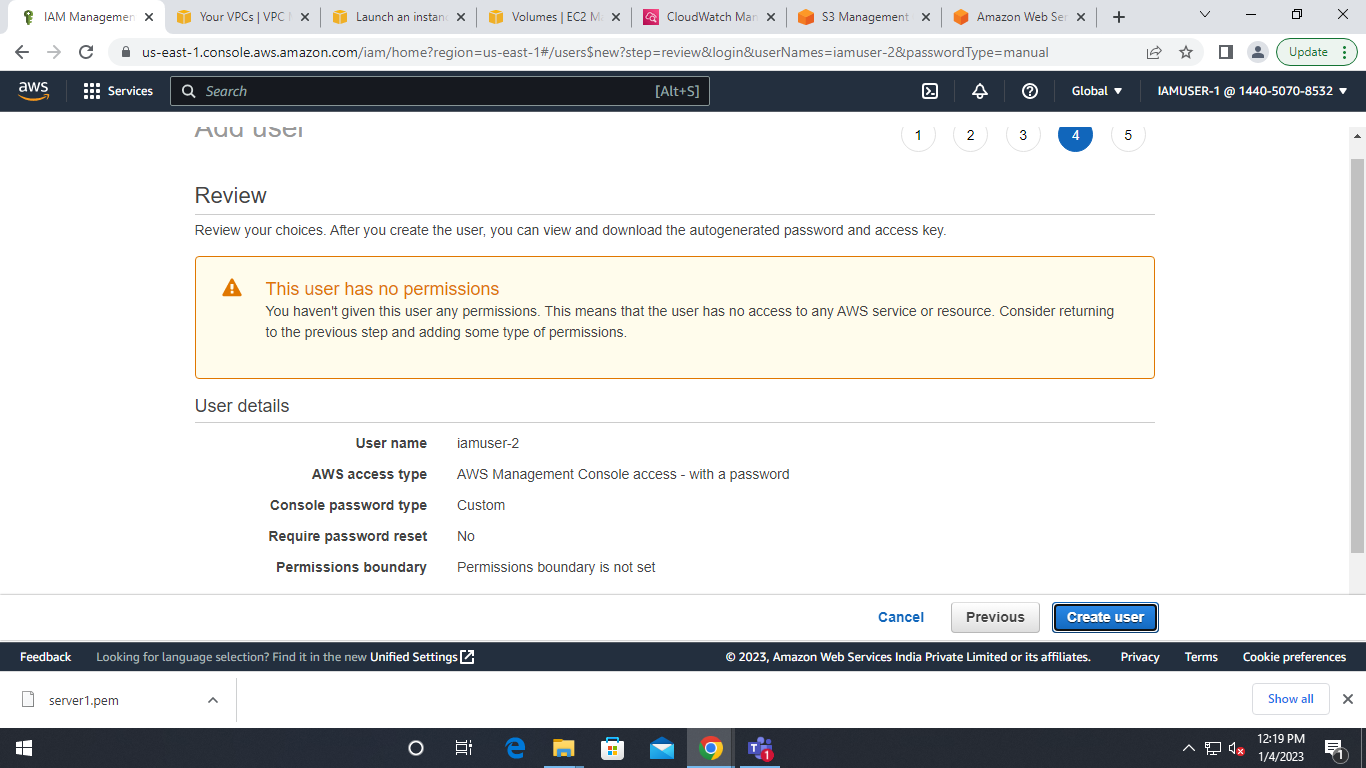 IAM Managemen
Your VPCs | VPC M
Launch an instan
Volumes | EC2 Ma
CloudWatch Man
S3 Management
Amazon Web Ser
us-east-1.console.aws.amazon.com/iam/home?region=us-east-1#/users$new?step=review&login&userNames=iamuser-2&passwordType=manual
Update
aws
Services
Search
[Alt+S]
Global
IAMUSER-1 @ 1440-5070-8532
Add user
1
2
3
4
5
Review
Review your choices. After you create the user, you can view and download the autogenerated password and access key.
This user has no permissions
You haven't given this user any permissions. This means that the user has no access to any AWS service or resource. Consider returning
to the previous step and adding some type of permissions.
User details
User name iamuser-2
AWS access type AWS Management Console access - with a password
Console password type Custom
Require password reset No
Permissions boundary Permissions boundary is not set
Cancel
Previous
Create user
Feedback
Looking for language selection? Find it in the new Unified Settings
© 2023, Amazon Web Services India Private Limited or its affiliates.
Privacy
Terms
Cookie preferences
server1.pem
Show all
1
12:19 PM
1/4/2023
1